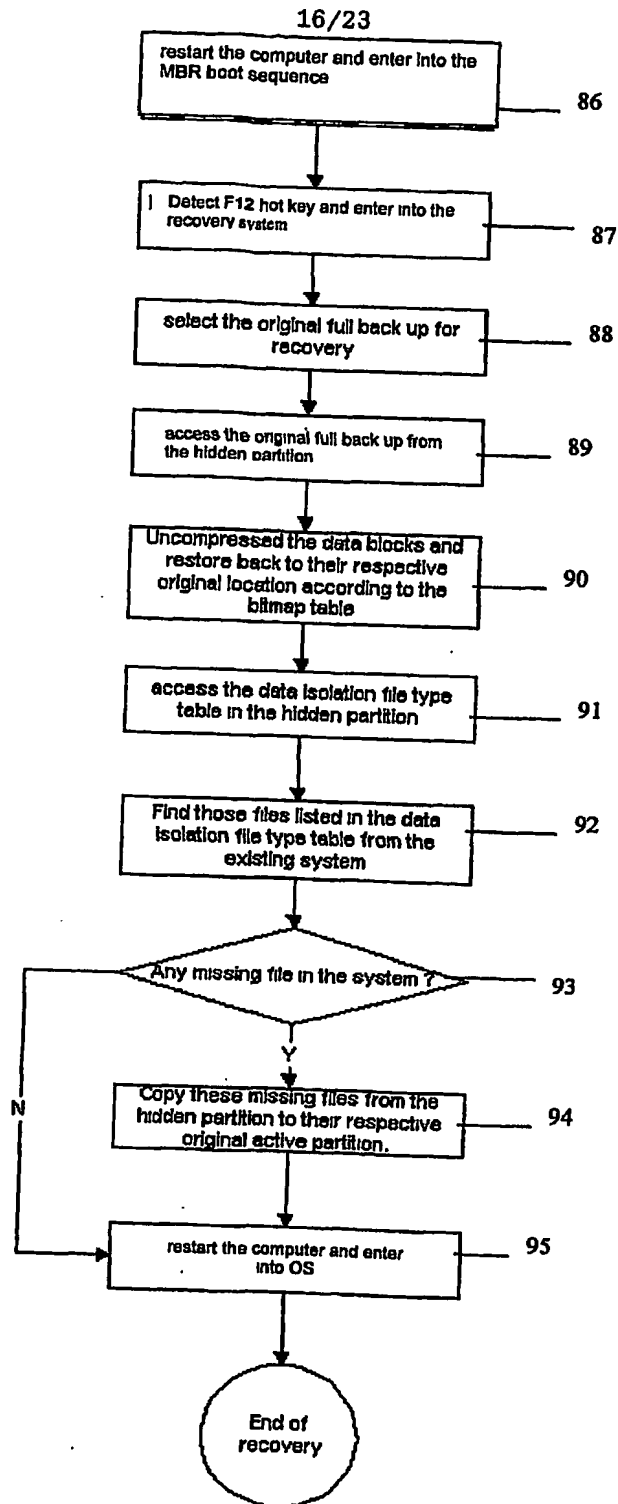 16/23
restart the computer and enter into the
MBR boot sequence
86
Detect F12 hot key and enter into the
recovery system
87
select the original full back up for
recovery
88
access the original full back up from
the hidden partition
89
Uncompressed the data blocks and
restore back to their respective
original location according to the
bitmap table
90
access the data isolation file type
table in the hidden partition
91
Find those files listed in the data
isolation file type table from the
existing system
92
Any missing file in the system ?
93
Y
N
Copy these missing files from the
hidden partition to their respective
original active partition.
94
restart the computer and enter
into OS
95
End of
recovery